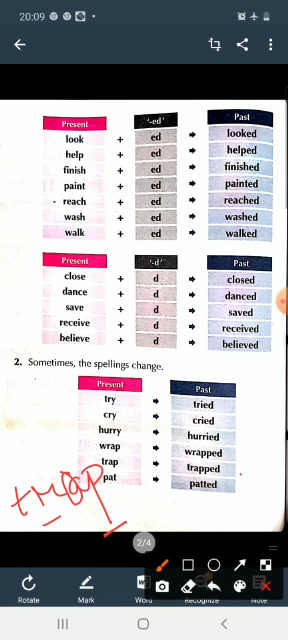 20:09
Present '-ed' Past
look + ed → looked
help + ed → helped
finish + ed → finished
paint + ed → painted
reach + ed → reached
wash + ed → washed
walk + ed → walked
Present '-d' Past
close + d → closed
dance + d → danced
save + d → saved
receive + d → received
believe + d → believed
2. Sometimes, the spellings change.
Present Past
try → tried
cry → cried
hurry → hurried
wrap → wrapped
trap → trapped
pat → patted
trap
2/4
Rotate Mark Word Recognize Note